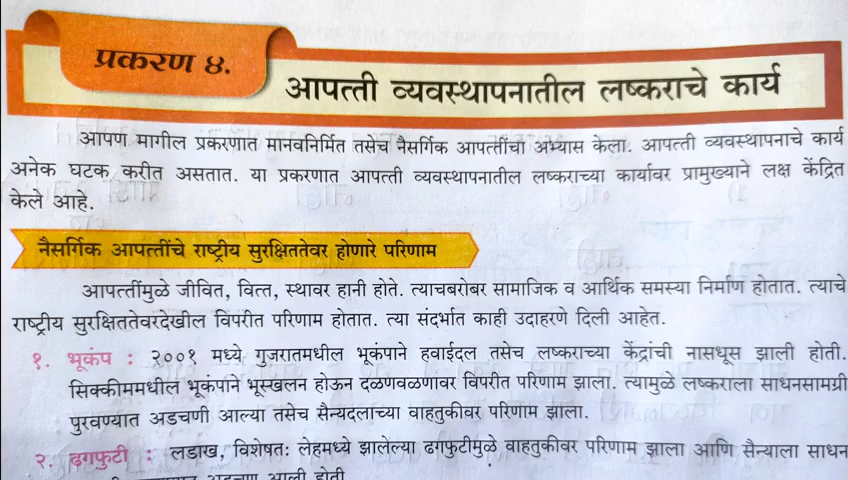 प्रकरण ४.
आपत्ती व्यवस्थापनातील लष्कराचे कार्य
आपण मागील प्रकरणात मानवनिर्मित तसेच नैसर्गिक आपत्तींचा अभ्यास केला. आपत्ती व्यवस्थापनाचे कार्य
अनेक घटक करीत असतात. या प्रकरणात आपत्ती व्यवस्थापनातील लष्कराच्या कार्यावर प्रामुख्याने लक्ष केंद्रित
केले आहे.
नैसर्गिक आपत्तींचे राष्ट्रीय सुरक्षिततेवर होणारे परिणाम
आपत्तींमुळे जीवित, वित्त, स्थावर हानी होते. त्याचबरोबर सामाजिक व आर्थिक समस्या निर्माण होतात. त्याचे
राष्ट्रीय सुरक्षिततेवरदेखील विपरीत परिणाम होतात. त्या संदर्भात काही उदाहरणे दिली आहेत.
१. भूकंप : २००१ मध्ये गुजरातमधील भूकंपाने हवाईदल तसेच लष्कराच्या केंद्रांची नासधूस झाली होती.
सिक्कीममधील भूकंपाने भूस्खलन होऊन दळणवळणावर विपरीत परिणाम झाला. त्यामुळे लष्कराला साधनसामग्री
पुरवण्यात अडचणी आल्या तसेच सैन्यदलाच्या वाहतुकीवर परिणाम झाला.
२. ढगफुटी : लडाख, विशेषतः लेहमध्ये झालेल्या ढगफुटीमुळे वाहतुकीवर परिणाम झाला आणि सैन्याला साधन
अडचण आली होती